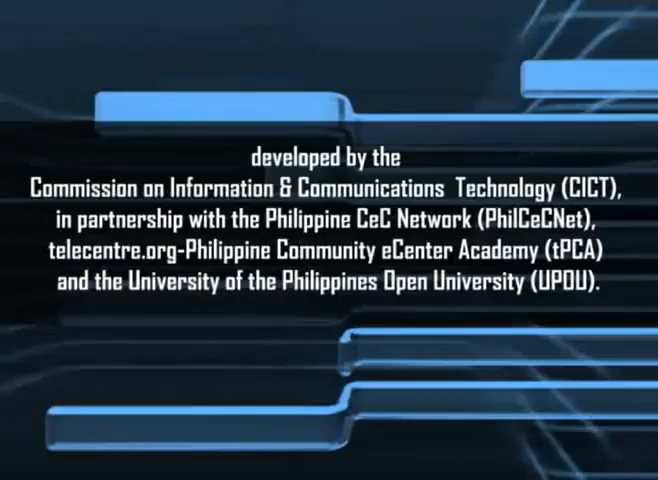 developed by the
Commission on Information & Communications Technology (CICT),
in partnership with the Philippine CeC Network (PhilCeCNet),
telecentre.org-Philippine Community eCenter Academy (tPCA)
and the University of the Philippines Open University (UPOU).